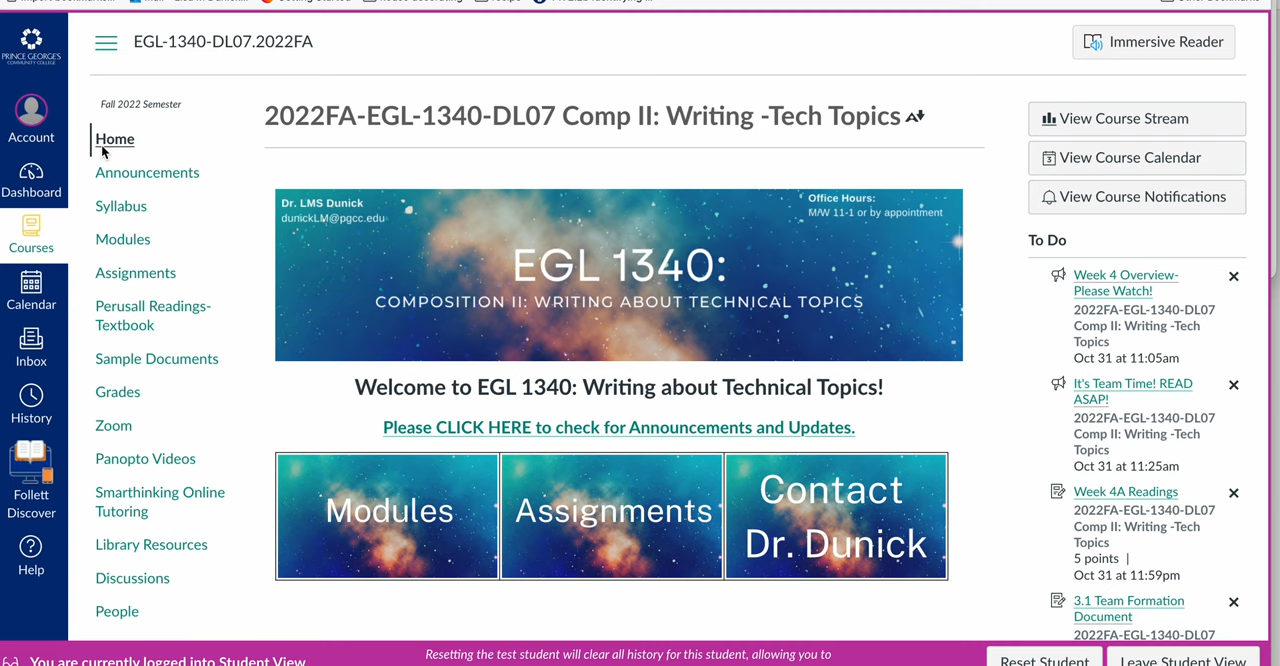 EGL-1340-DL07.2022FA
Immersive Reader
PRINCE GEORGE'S
COMMUNITY COLLEGE
Account
Dashboard
Courses
Calendar
Inbox
History
Follett
Discover
Help
Fall 2022 Semester
Home
Announcements
Syllabus
Modules
Assignments
Perusall Readings-
Textbook
Sample Documents
Grades
Zoom
Panopto Videos
Smarthinking Online
Tutoring
Library Resources
Discussions
People
2022FA-EGL-1340-DL07 Comp II: Writing -Tech Topics
Dr. LMS Dunick
dunickLM@pgcc.edu
Office Hours:
M/W 11-1 or by appointment
EGL 1340:
COMPOSITION II: WRITING ABOUT TECHNICAL TOPICS
Welcome to EGL 1340: Writing about Technical Topics!
Please CLICK HERE to check for Announcements and Updates.
Modules
Assignments
Contact
Dr. Dunick
View Course Stream
View Course Calendar
View Course Notifications
To Do
Week 4 Overview-
Please Watch!
2022FA-EGL-1340-DL07
Comp II: Writing -Tech
Topics
Oct 31 at 11:05am
It's Team Time! READ
ASAP!
2022FA-EGL-1340-DL07
Comp II: Writing -Tech
Topics
Oct 31 at 11:25am
Week 4A Readings
2022FA-EGL-1340-DL07
Comp II: Writing -Tech
Topics
5 points |
Oct 31 at 11:59pm
3.1 Team Formation
Document
2022FA-EGL-1340-DL07
You are currently logged into Student View
Resetting the test student will clear all history for this student, allowing you to
Reset Student
Leave Student View